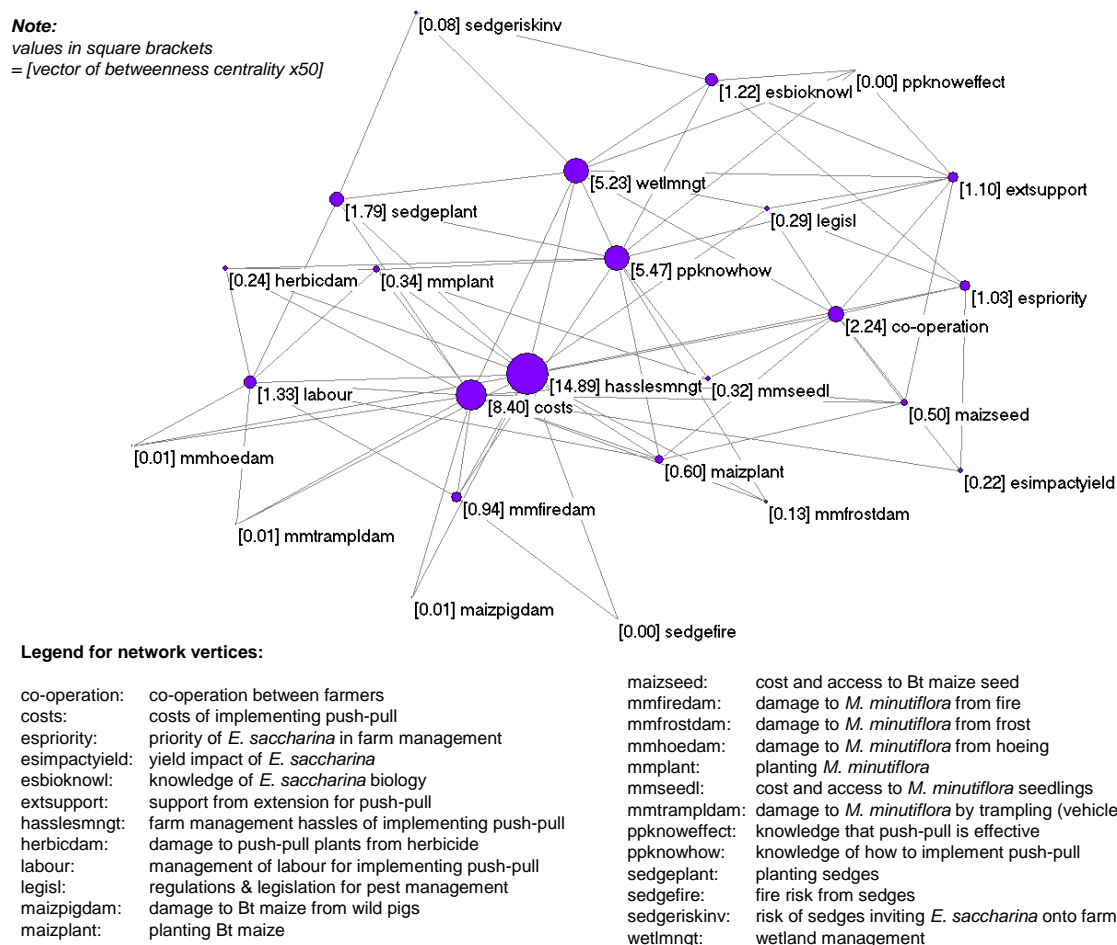 Note:
values in square brackets
= [vector of betweenness centrality x50]
[0.08] sedgeriskinv
[1.22] esbioknowl
[0.00] ppknoweffect
[5.23] wetlmngt
[1.10] extsupport
[1.79] sedgeplant
[0.29] legisl
[5.47] ppknowhow
[0.24] herbicdam
[0.34] mmplant
[1.03] espriority
[2.24] co-operation
[14.89] hasslesmngt
[0.32] mmseedl
[1.33] labour
[8.40] costs
[0.50] maizseed
[0.01] mmhoedam
[0.60] maizplant
[0.22] esimpactyield
[0.94] mmfiredam
[0.13] mmfrostdam
[0.01] mmtrampldam
[0.01] maizpigdam
[0.00] sedgefire
Legend for network vertices:
co-operation: co-operation between farmers
costs: costs of implementing push-pull
espriority: priority of E. saccharina in farm management
esimpactyield: yield impact of E. saccharina
esbioknowl: knowledge of E. saccharina biology
extsupport: support from extension for push-pull
hasslesmngt: farm management hassles of implementing push-pull
herbicdam: damage to push-pull plants from herbicide
labour: management of labour for implementing push-pull
legisl: regulations & legislation for pest management
maizpigdam: damage to Bt maize from wild pigs
maizplant: planting Bt maize
maizseed: cost and access to Bt maize seed
mmfiredam: damage to M. minutiflora from fire
mmfrostdam: damage to M. minutiflora from frost
mmhoedam: damage to M. minutiflora from hoeing
mmplant: planting M. minutiflora
mmseedl: cost and access to M. minutiflora seedlings
mmtrampldam: damage to M. minutiflora by trampling (vehicle
ppknoweffect: knowledge that push-pull is effective
ppknowhow: knowledge of how to implement push-pull
sedgeplant: planting sedges
sedgefire: fire risk from sedges
sedgeriskinv: risk of sedges inviting E. saccharina onto farm
wetlmngt: wetland management